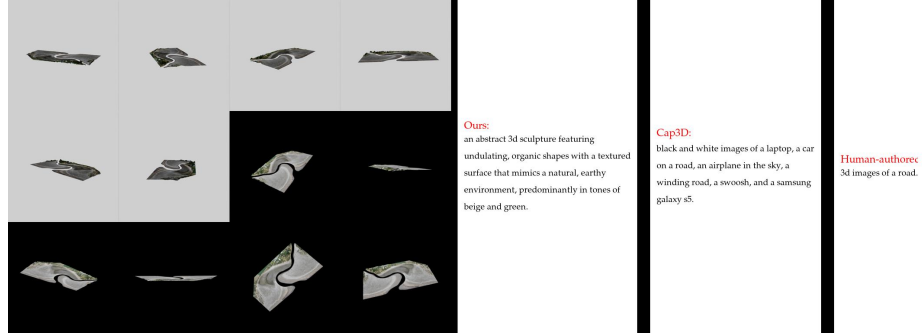 Ours:
an abstract 3d sculpture featuring
undulating, organic shapes with a textured
surface that mimics a natural, earthy
environment, predominantly in tones of
beige and green.
Cap3D:
black and white images of a laptop, a car
on a road, an airplane in the sky, a
winding road, a swoosh, and a samsung
galaxy s5.
Human-authored
3d images of a road.